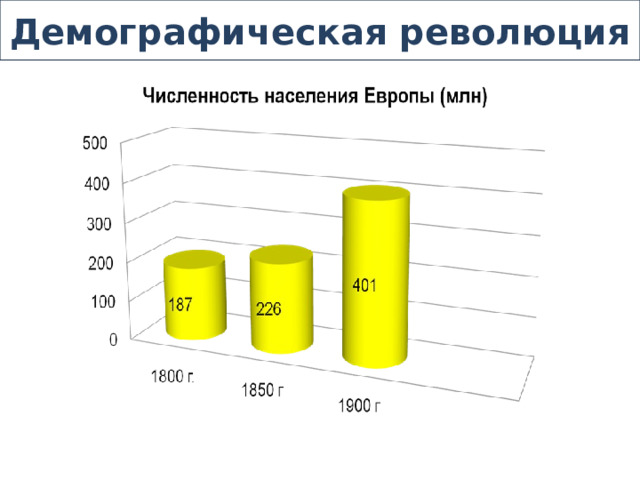 Демографическая революция
Численность населения Европы (млн)
500
400
300
200
100
0
187
226
401
1800 г.
1850 г
1900 г